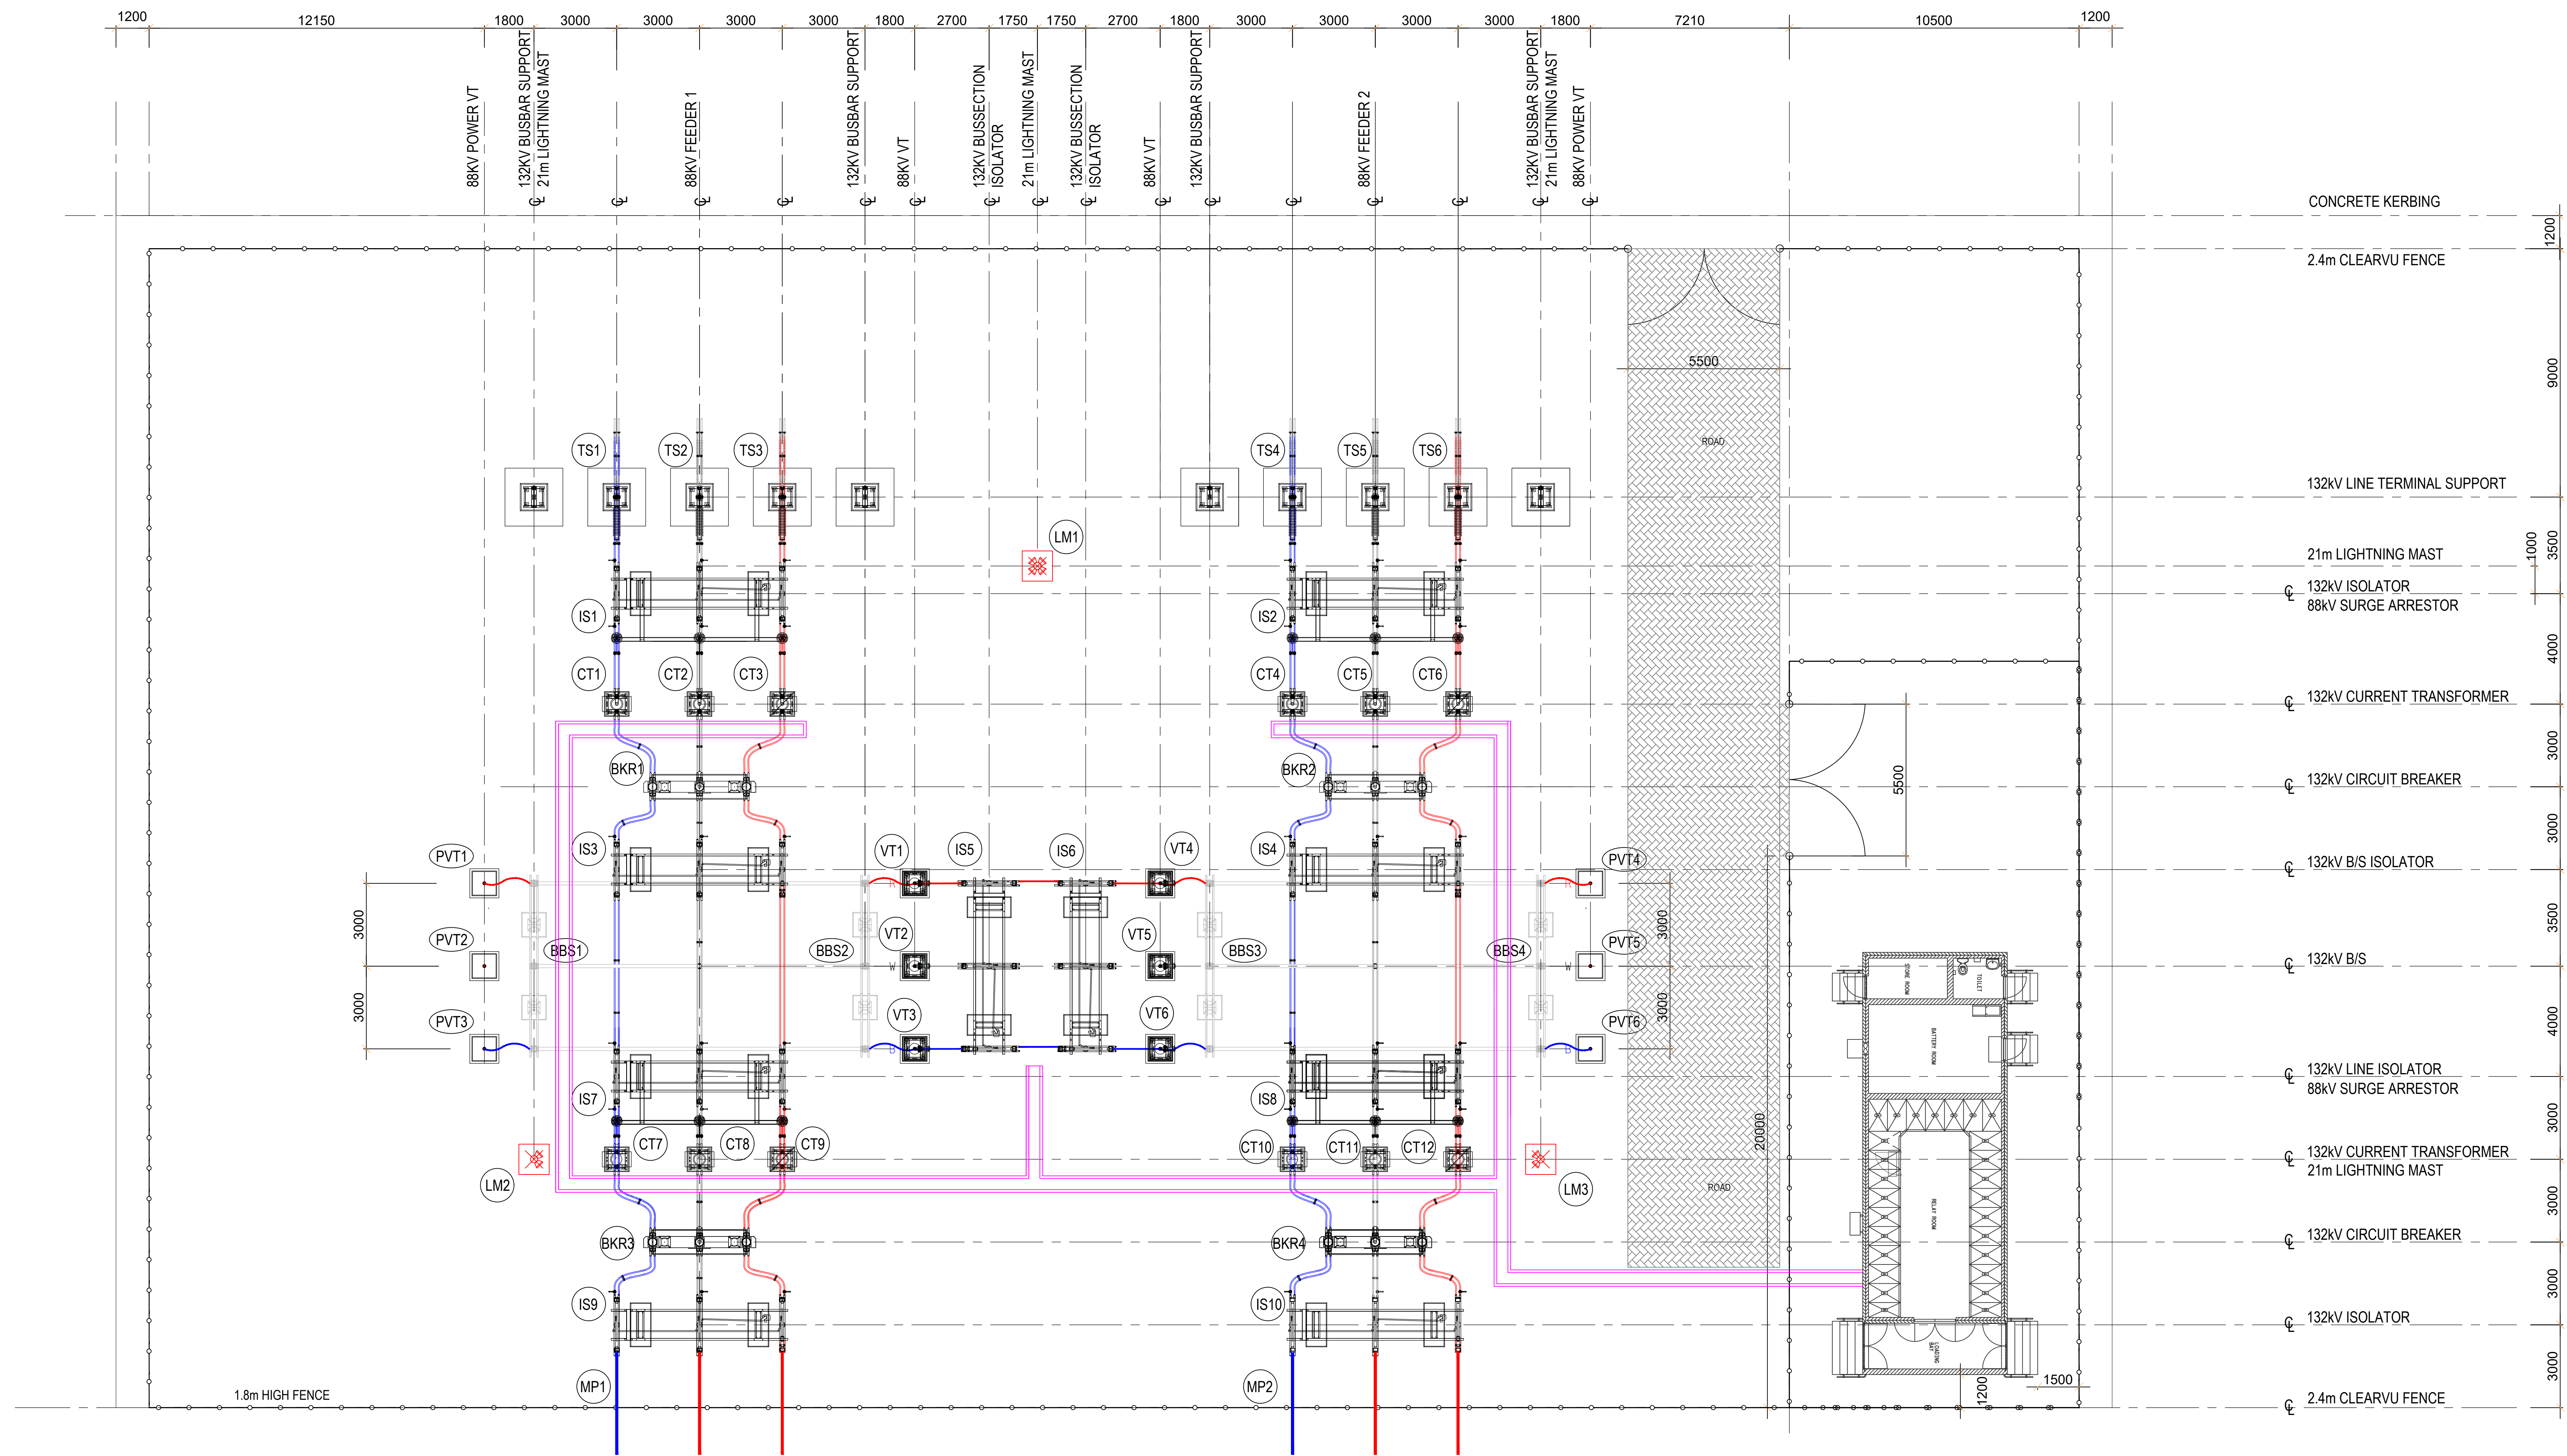 1200
12150
1800
3000
3000
3000
3000
1800
2700
1750
1750
2700
1800
3000
3000
3000
3000
1800
7210
10500
1200
88KV POWER VT
132KV BUSBAR SUPPORT
21m LIGHTNING MAST
88KV FEEDER 1
132KV BUSBAR SUPPORT
88KV VT
132KV BUSSECTION
ISOLATOR
21m LIGHTNING MAST
132KV BUSSECTION
ISOLATOR
88KV VT
132KV BUSBAR SUPPORT
88KV FEEDER 2
132KV BUSBAR SUPPORT
21m LIGHTNING MAST
88KV POWER VT
CONCRETE KERBING
1200
2.4m CLEARVU FENCE
5500
9000
ROAD
TS1
TS2
TS3
TS4
TS5
TS6
132kV LINE TERMINAL SUPPORT
LM1
1000
3500
21m LIGHTNING MAST
132kV ISOLATOR
88kV SURGE ARRESTOR
IS1
IS2
4000
CT1
CT2
CT3
CT4
CT5
CT6
132kV CURRENT TRANSFORMER
3000
BKR1
BKR2
5500
132kV CIRCUIT BREAKER
3000
PVT1
IS3
VT1
IS5
IS6
VT4
IS4
PVT4
132kV B/S ISOLATOR
R
R
3000
3000
3500
PVT2
BBS1
BBS2
VT2
VT5
BBS3
BBS4
PVT5
W
W
132kV B/S
STORE ROOM
TOILET
3000
3000
4000
PVT3
VT3
VT6
PVT6
B
B
BATTERY ROOM
132kV LINE ISOLATOR
88kV SURGE ARRESTOR
IS7
IS8
20000
3000
CT7
CT8
CT9
CT10
CT11
CT12
132kV CURRENT TRANSFORMER
21m LIGHTNING MAST
LM2
LM3
ROAD
RELAY ROOM
3000
BKR3
BKR4
132kV CIRCUIT BREAKER
3000
IS9
IS10
132kV ISOLATOR
LOADING
BAY
MP1
MP2
1200
1500
3000
1.8m HIGH FENCE
2.4m CLEARVU FENCE